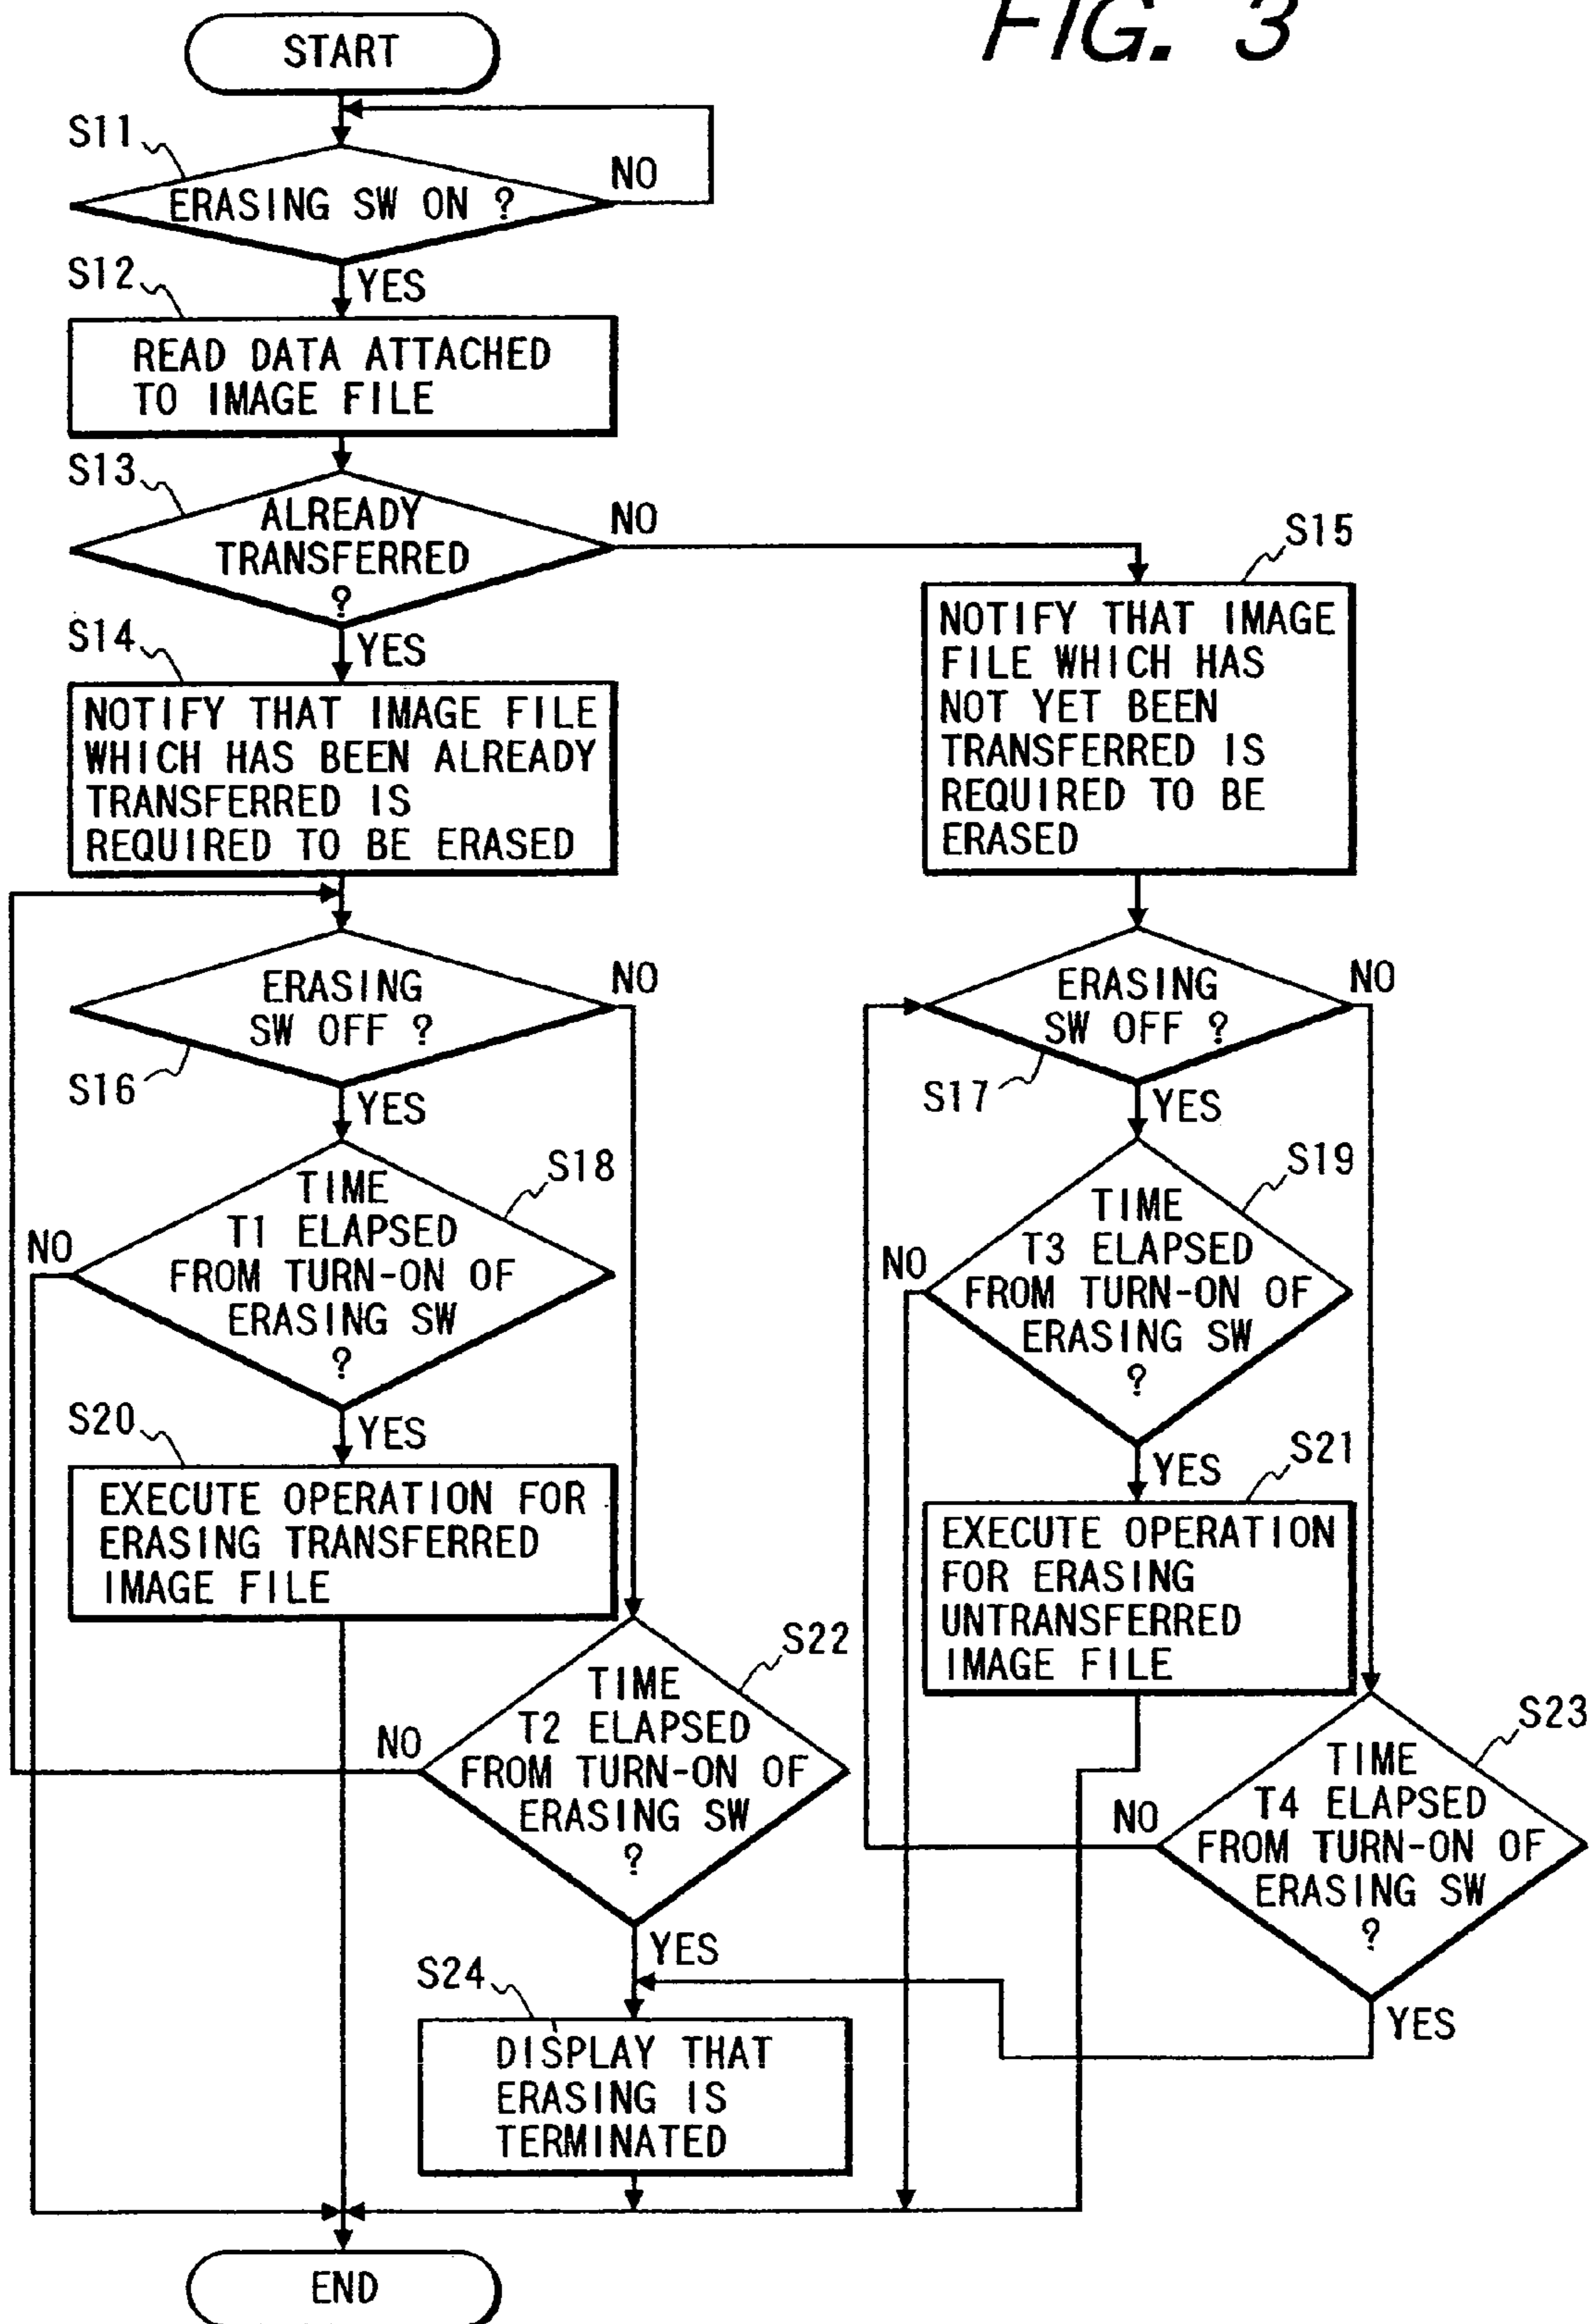 FIG. 3
START
S11
ERASING SW ON ?
NO
S12
YES
READ DATA ATTACHED
TO IMAGE FILE
S13
ALREADY
TRANSFERRED
?
NO
S14
YES
NOTIFY THAT IMAGE FILE
WHICH HAS BEEN ALREADY
TRANSFERRED IS
REQUIRED TO BE ERASED
S15
NOTIFY THAT IMAGE
FILE WHICH HAS
NOT YET BEEN
TRANSFERRED IS
REQUIRED TO BE
ERASED
ERASING
SW OFF ?
NO
S16
YES
ERASING
SW OFF ?
NO
S17
YES
S18
TIME
T1 ELAPSED
FROM TURN-ON OF
ERASING SW
?
NO
S19
TIME
T3 ELAPSED
FROM TURN-ON OF
ERASING SW
?
NO
S20
YES
EXECUTE OPERATION FOR
ERASING TRANSFERRED
IMAGE FILE
S21
YES
EXECUTE OPERATION
FOR ERASING
UNTRANSFERRED
IMAGE FILE
S22
TIME
T2 ELAPSED
FROM TURN-ON OF
ERASING SW
?
NO
YES
S23
TIME
T4 ELAPSED
FROM TURN-ON OF
ERASING SW
?
NO
YES
S24
DISPLAY THAT
ERASING IS
TERMINATED
END